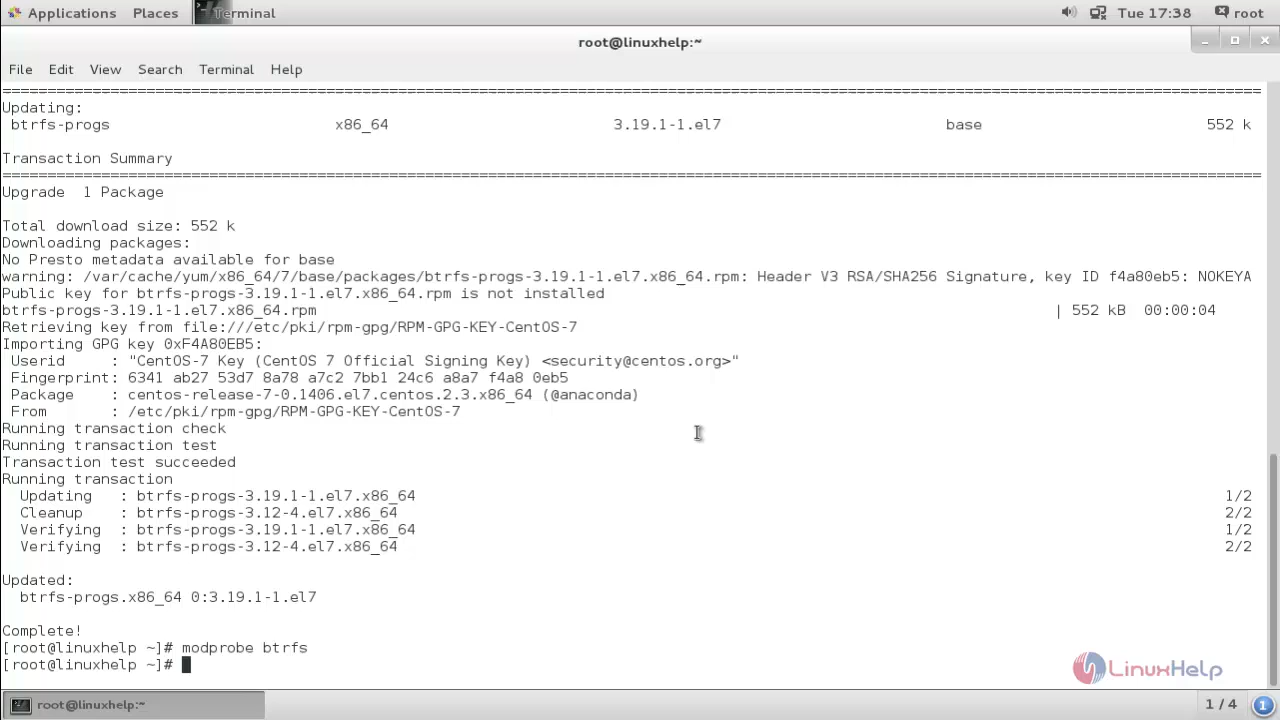 Applications Places Terminal Tue 17:38 root
root@linuxhelp:~
File Edit View Search Terminal Help
================================================================================================================================
Updating:
btrfs-progs x86_64 3.19.1-1.el7 base 552 k
Transaction Summary
================================================================================================================================
Upgrade 1 Package
Total download size: 552 k
Downloading packages:
No Presto metadata available for base
warning: /var/cache/yum/x86_64/7/base/packages/btrfs-progs-3.19.1-1.el7.x86_64.rpm: Header V3 RSA/SHA256 Signature, key ID f4a80eb5: NOKEYA
Public key for btrfs-progs-3.19.1-1.el7.x86_64.rpm is not installed
btrfs-progs-3.19.1-1.el7.x86_64.rpm | 552 kB 00:00:04
Retrieving key from file:///etc/pki/rpm-gpg/RPM-GPG-KEY-CentOS-7
Importing GPG key 0xF4A80EB5:
Userid : "CentOS-7 Key (CentOS 7 Official Signing Key) <security@centos.org>"
Fingerprint: 6341 ab27 53d7 8a78 a7c2 7bb1 24c6 a8a7 f4a8 0eb5
Package : centos-release-7-0.1406.el7.centos.2.3.x86_64 (@anaconda)
From : /etc/pki/rpm-gpg/RPM-GPG-KEY-CentOS-7
Running transaction check
Running transaction test
Transaction test succeeded
Running transaction
Updating : btrfs-progs-3.19.1-1.el7.x86_64 1/2
Cleanup : btrfs-progs-3.12-4.el7.x86_64 2/2
Verifying : btrfs-progs-3.19.1-1.el7.x86_64 1/2
Verifying : btrfs-progs-3.12-4.el7.x86_64 2/2
Updated:
btrfs-progs.x86_64 0:3.19.1-1.el7
Complete!
[root@linuxhelp ~]# modprobe btrfs
[root@linuxhelp ~]#
LinuxHelp
root@linuxhelp:~ 1 / 4 1